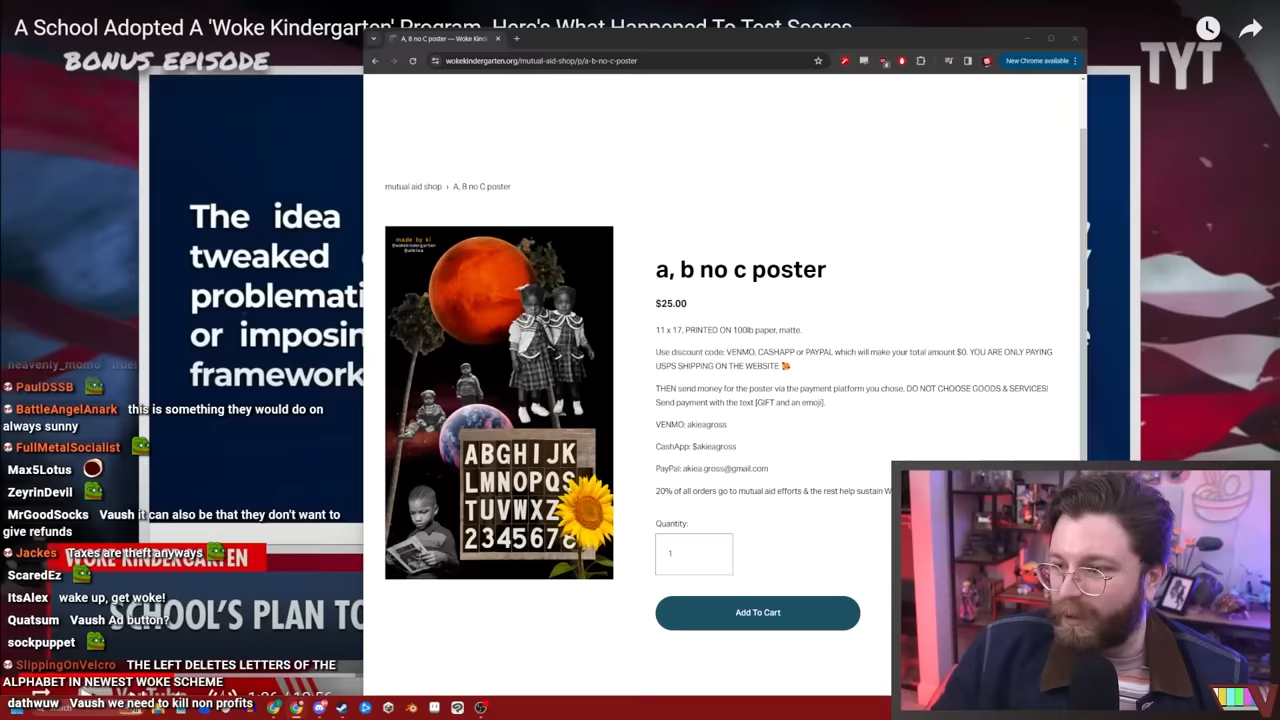 A School Adopted A 'Woke Kindergarten' Program. Here's What Happened To Test Scores
BONUS EPISODE
TYT
The idea
tweaked
problemati
or imposin
framework
WOKE KINDERGARTEN
SCHOOL'S PLAN TO
A, B no C poster — Woke Kind
wokekindergarten.org/mutual-aid-shop/p/a-b-no-c-poster
New Chrome available
mutual aid shop › A, B no C poster
made by ki
@wokekindergarten
ABGHIJK
LMNOPQS
TUVWXZ
2345678
a, b no c poster
$25.00
11 x 17, PRINTED ON 100lb paper, matte.
Use discount code: VENMO, CASHAPP or PAYPAL which will make your total amount $0. YOU ARE ONLY PAYING
USPS SHIPPING ON THE WEBSITE
THEN send money for the poster via the payment platform you chose. DO NOT CHOOSE GOODS & SERVICES!
Send payment with the text [GIFT and an emoji].
VENMO: akieagross
CashApp: $akieagross
PayPal: akiea.gross@gmail.com
20% of all orders go to mutual aid efforts & the rest help sustain W
Quantity:
1
Add To Cart
heavenly_momo true!
PaulDSSB
BattleAngelAnark this is something they would do on
always sunny
FullMetalSocialist
Max5Lotus
ZeyrinDevil
MrGoodSocks Vaush it can also be that they don't want to
give refunds
Jackes Taxes are theft anyways
ScaredEz
ItsAlex wake up, get woke!
Quatsum aush Ad button?
sockpuppet
SlippingOnVelcro THE LEFT DELETES LETTERS OF THE
ALPHABET IN NEWEST WOKE SCHEME
dathwuw Vaush we need to kill non profits